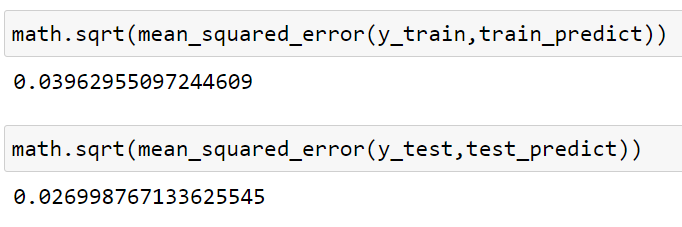 math.sqrt(mean_squared_error(y_train,train_predict))
0.03962955097244609
math.sqrt(mean_squared_error(y_test,test_predict))
0.026998767133625545